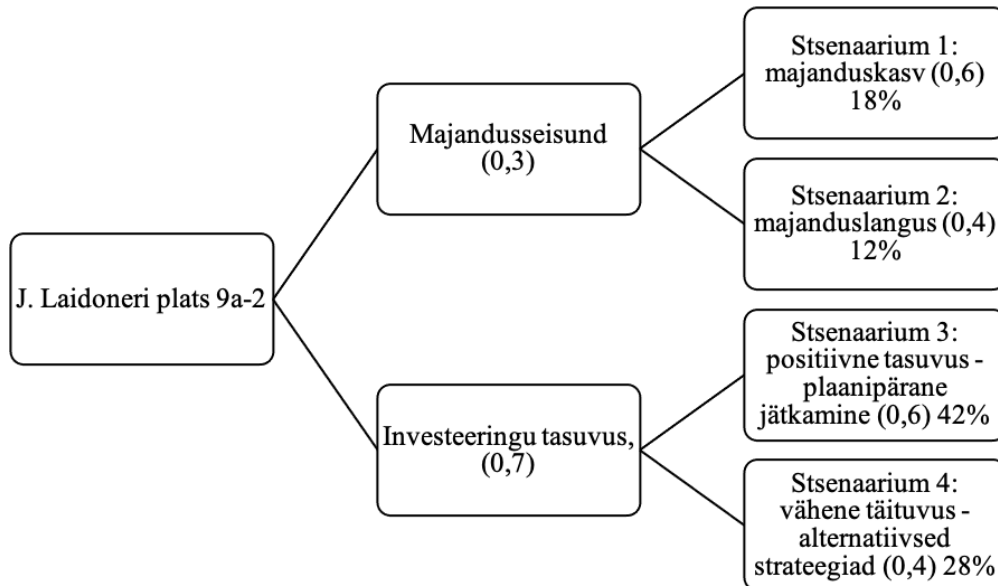 J. Laidoneri plats 9a-2
Majandusseisund
(0,3)
Stsenaarium 1:
majanduskasv (0,6)
18%
Stsenaarium 2:
majanduslangus (0,4)
12%
Investeeringu tasuvus,
(0,7)
Stsenaarium 3:
positiivne tasuvus -
plaanipärane
jätkamine (0,6) 42%
Stsenaarium 4:
vähene täituvus -
alternatiivsed
strateegiad (0,4) 28%